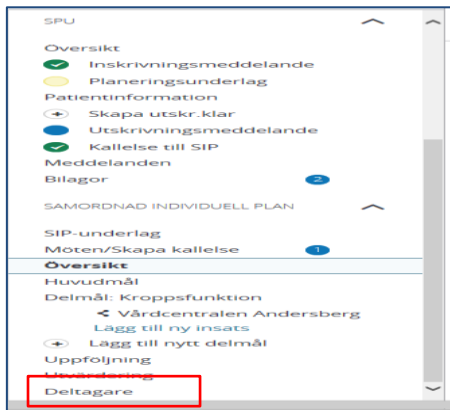 SPU
Översikt
Inskrivningsmeddelande
Planeringsunderlag
Patientinformation
Skapa utskr.klar
Utskrivningsmeddelande
Kallelse till SIP
Meddelanden
Bilagor 2
SAMORDNAD INDIVIDUELL PLAN
SIP-underlag
Möten/Skapa kallelse 1
Översikt
Huvudmål
Delmål: Kroppsfunktion
Vårdcentralen Andersberg
Lägg till ny insats
Lägg till nytt delmål
Uppföljning
Utvärdering
Deltagare